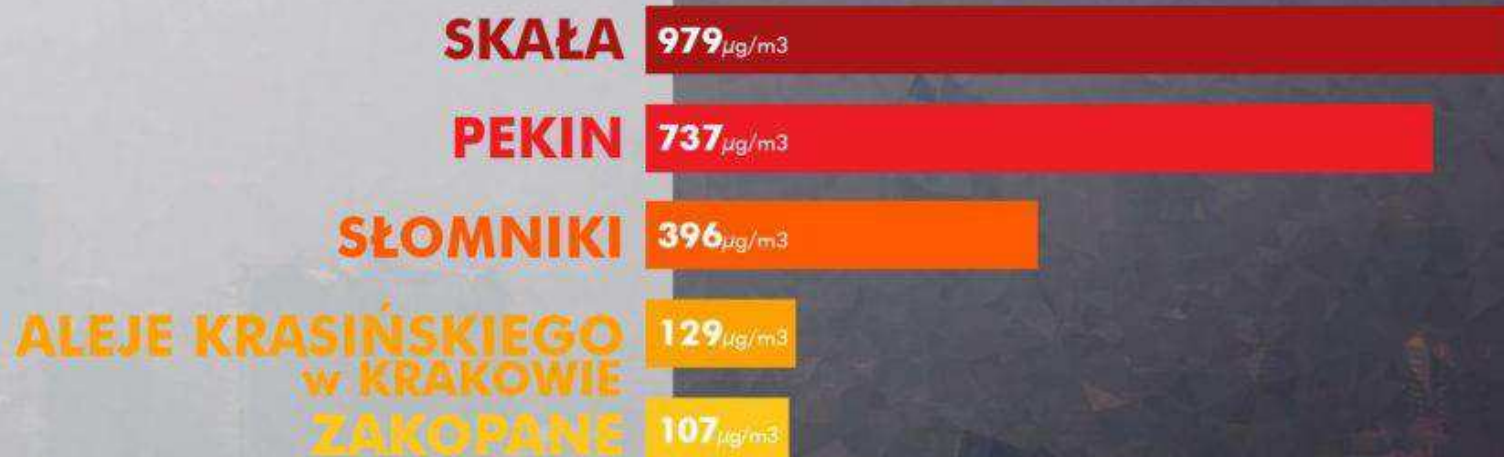 SKAŁA 979µg/m3
PEKIN 737µg/m3
SŁOMNIKI 396µg/m3
ALEJE KRASIŃSKIEGO 129µg/m3
w KRAKOWIE
ZAKOPANE 107µg/m3